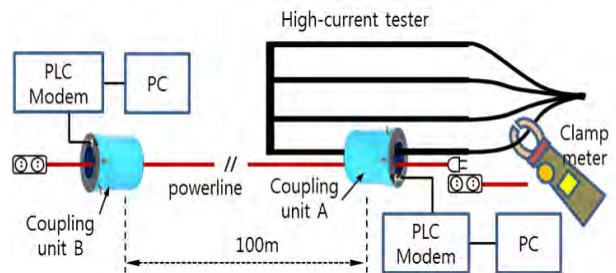 High-current tester
PLC
Modem
PC
Clamp
meter
//
powerline
Coupling
unit A
Coupling
unit B
100m
PLC
Modem
PC